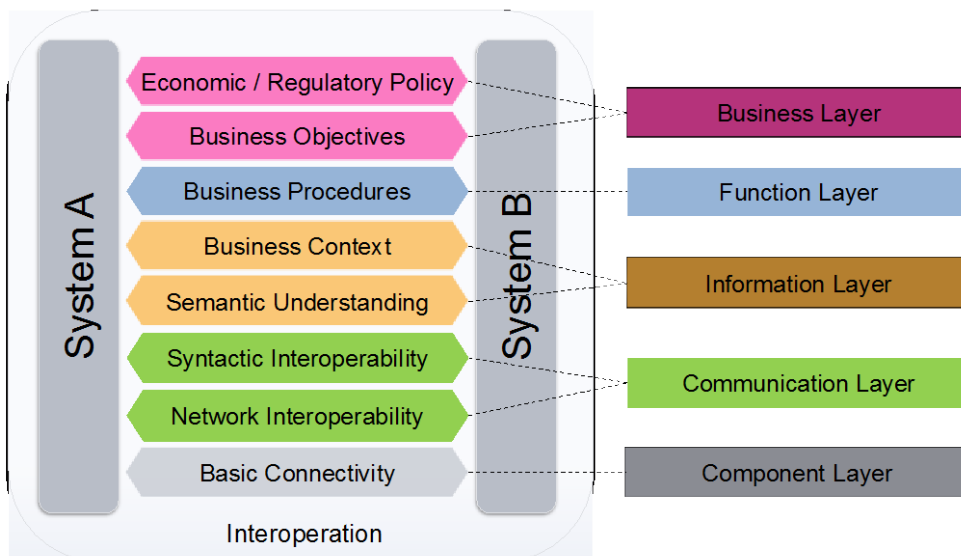 System A
Economic / Regulatory Policy
Business Objectives
Business Procedures
Business Context
Semantic Understanding
Syntactic Interoperability
Network Interoperability
Basic Connectivity
Interoperation
System B
Business Layer
Function Layer
Information Layer
Communication Layer
Component Layer